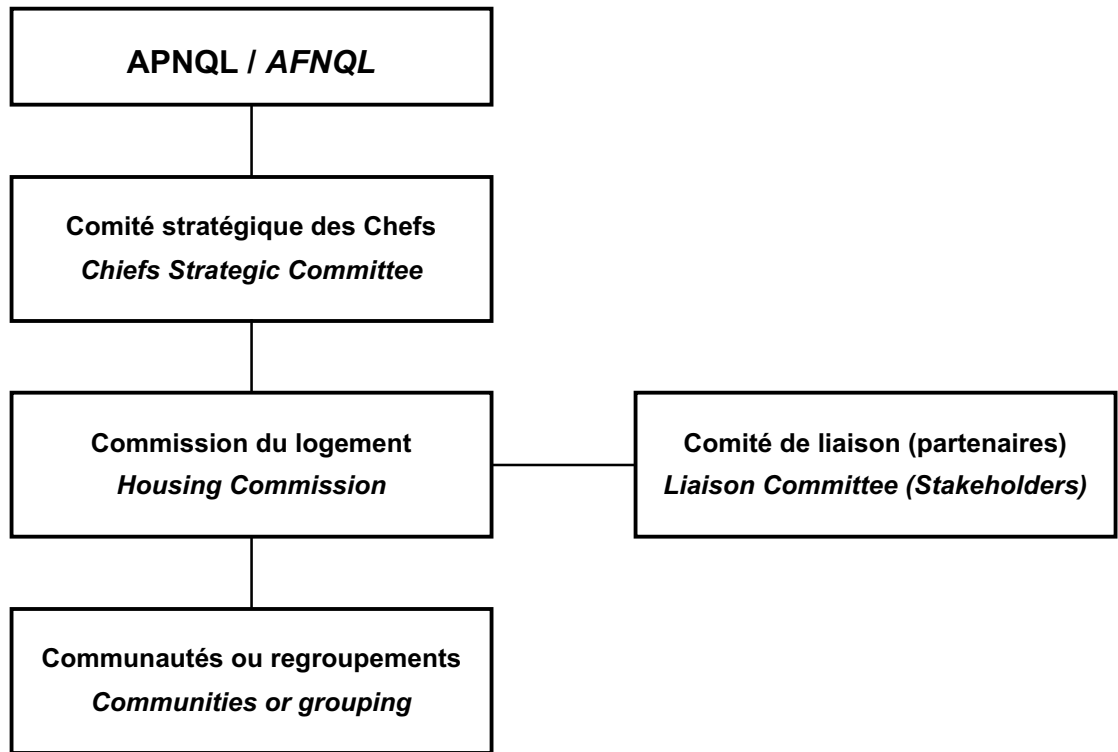 APNQL / AFNQL
Comité stratégique des Chefs
Chiefs Strategic Committee
Commission du logement
Housing Commission
Comité de liaison (partenaires)
Liaison Committee (Stakeholders)
Communautés ou regroupements
Communities or grouping